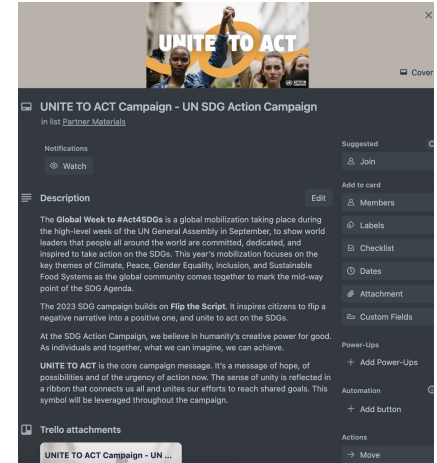 UNITE TO ACT
Cover
UNITE TO ACT Campaign - UN SDG Action Campaign
in list Partner Materials
Notifications
Watch
Description
Edit
The Global Week to #Act4SDGs is a global mobilization taking place during
the high-level week of the UN General Assembly in September, to show world
leaders that people all around the world are committed, dedicated, and
inspired to take action on the SDGs. This year's mobilization focuses on the
key themes of Climate, Peace, Gender Equality, Inclusion, and Sustainable
Food Systems as the global community comes together to mark the mid-way
point of the SDG Agenda.
The 2023 SDG campaign builds on Flip the Script. It inspires citizens to flip a
negative narrative into a positive one, and unite to act on the SDGs.
At the SDG Action Campaign, we believe in humanity's creative power for good.
As individuals and together, what we can imagine, we can achieve.
UNITE TO ACT is the core campaign message. It's a message of hope, of
possibilities and of the urgency of action now. The sense of unity is reflected in
a ribbon that connects us all and unites our efforts to reach shared goals. This
symbol will be leveraged throughout the campaign.
Trello attachments
UNITE TO ACT Campaign - UN ...
Suggested
Join
Add to card
Members
Labels
Checklist
Dates
Attachment
Custom Fields
Power-Ups
+ Add Power-Ups
Automation
+ Add button
Actions
→ Move